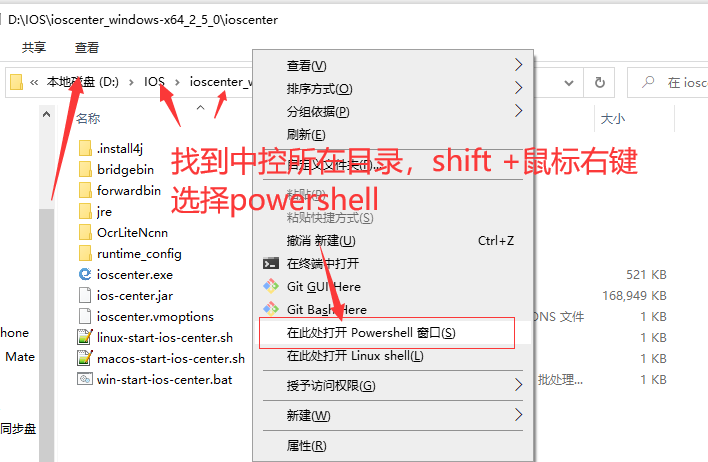 D:\IOS\ioscenter_windows-x64_2_5_0\ioscenter
共享 查看
« 本地磁盘 (D:) › IOS › ioscenter_w
在 iosc
名称
大小
.install4j
bridgebin
forwardbin
jre
OcrLiteNcnn
runtime_config
ioscenter.exe 521 KB
ios-center.jar 168,949 KB
ioscenter.vmoptions ONS 文件 1 KB
linux-start-ios-center.sh 1 KB
macos-start-ios-center.sh 1 KB
win-start-ios-center.bat 批处理... 1 KB
hone
Mate
同步盘
查看(V)
排序方式(O)
分组依据(P)
刷新(E)
自定义文件夹(F)...
粘贴(P)
粘贴快捷方式(S)
撤消 新建(U) Ctrl+Z
在终端中打开
Git GUI Here
Git Bash Here
在此处打开 Powershell 窗口(S)
在此处打开 Linux shell(L)
授予访问权限(G)
新建(W)
属性(R)
找到中控所在目录，shift +鼠标右键
选择powershell